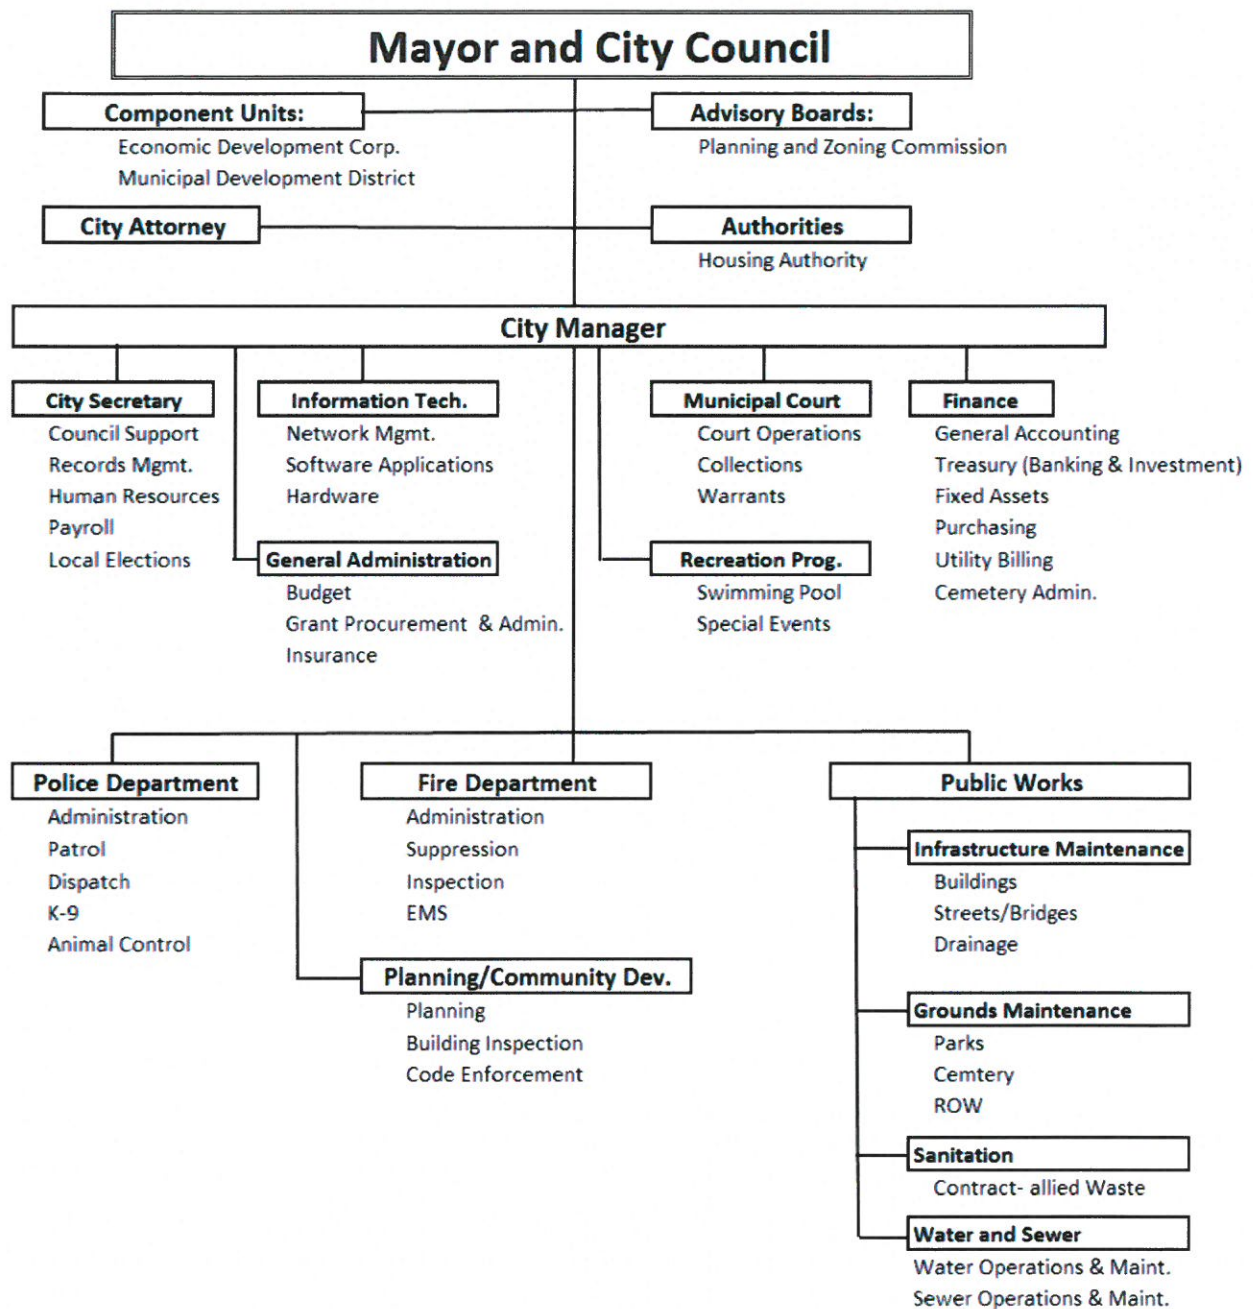 Mayor and City Council
Component Units:
Economic Development Corp.
Municipal Development District
Advisory Boards:
Planning and Zoning Commission
City Attorney
Authorities
Housing Authority
City Manager
City Secretary
Council Support
Records Mgmt.
Human Resources
Payroll
Local Elections
Information Tech.
Network Mgmt.
Software Applications
Hardware
General Administration
Budget
Grant Procurement & Admin.
Insurance
Municipal Court
Court Operations
Collections
Warrants
Recreation Prog.
Swimming Pool
Special Events
Finance
General Accounting
Treasury (Banking & Investment)
Fixed Assets
Purchasing
Utility Billing
Cemetery Admin.
Police Department
Administration
Patrol
Dispatch
K-9
Animal Control
Fire Department
Administration
Suppression
Inspection
EMS
Planning/Community Dev.
Planning
Building Inspection
Code Enforcement
Public Works
Infrastructure Maintenance
Buildings
Streets/Bridges
Drainage
Grounds Maintenance
Parks
Cemtery
ROW
Sanitation
Contract- allied Waste
Water and Sewer
Water Operations & Maint.
Sewer Operations & Maint.